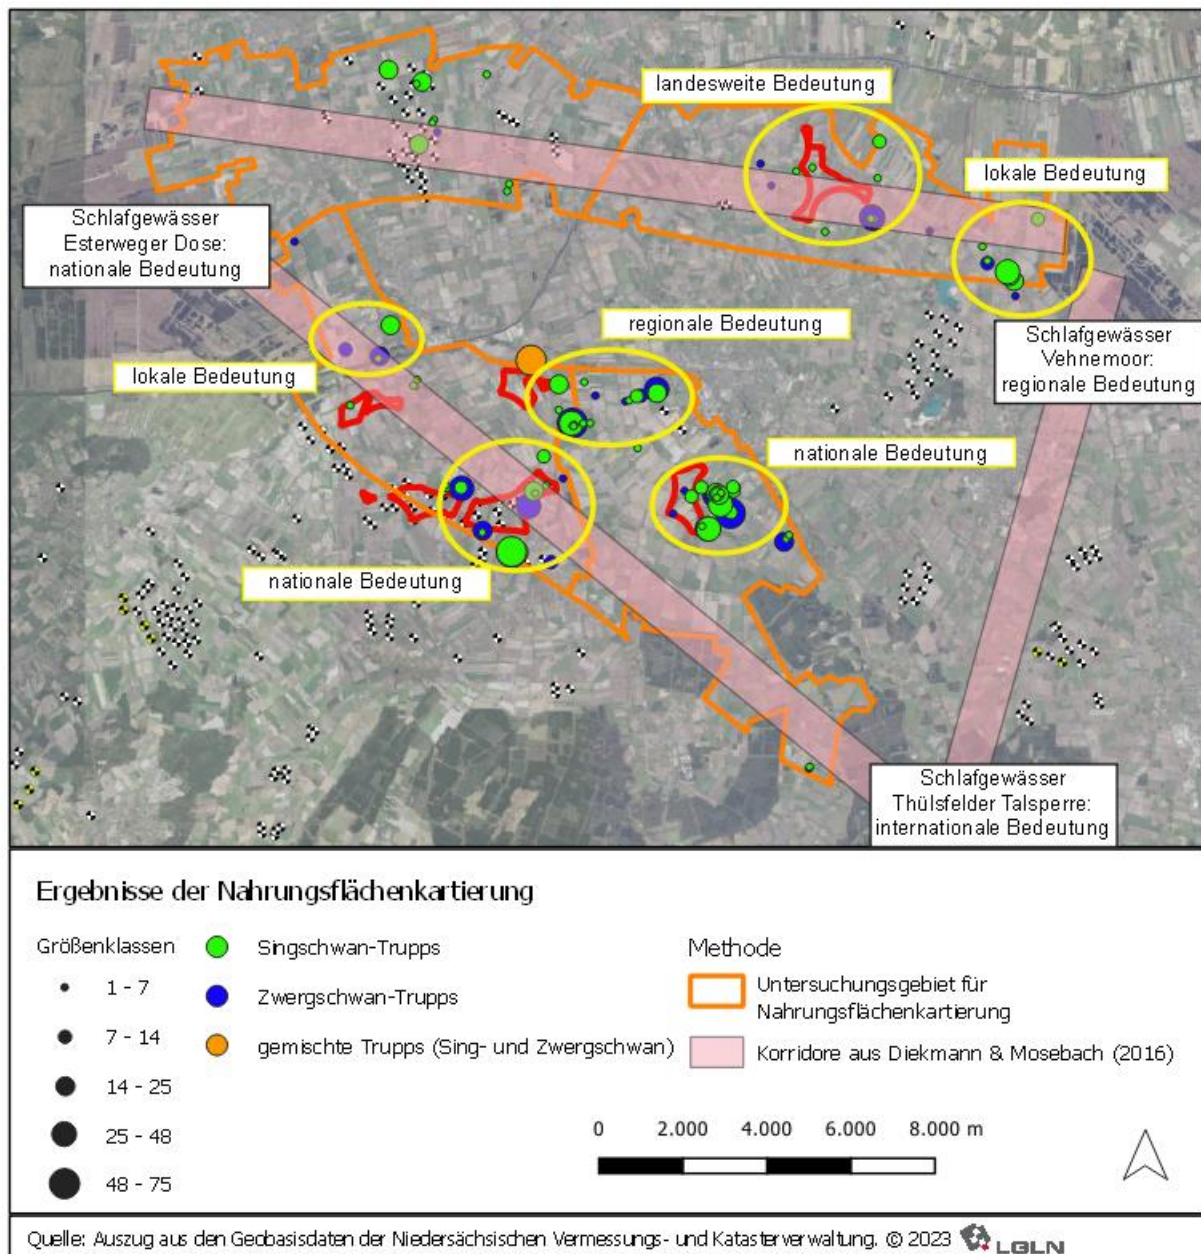 landesweite Bedeutung
lokale Bedeutung
Schlafgewässer
Esterweger Dose:
nationale Bedeutung
regionale Bedeutung
Schlafgewässer
Vehnemoor:
regionale Bedeutung
lokale Bedeutung
nationale Bedeutung
nationale Bedeutung
Schlafgewässer
Thülsfelder Talsperre:
internationale Bedeutung
Ergebnisse der Nahrungsflächenkartierung
Größenklassen
1 - 7
7 - 14
14 - 25
25 - 48
48 - 75
Singschwan-Trupps
Zwergschwan-Trupps
gemischte Trupps (Sing- und Zwergschwan)
Methode
Untersuchungsgebiet für
Nahrungsflächenkartierung
Korridore aus Diekmann & Mosebach (2016)
0 2.000 4.000 6.000 8.000 m
Quelle: Auszug aus den Geobasisdaten der Niedersächsischen Vermessungs- und Katasterverwaltung. © 2023 LGLN